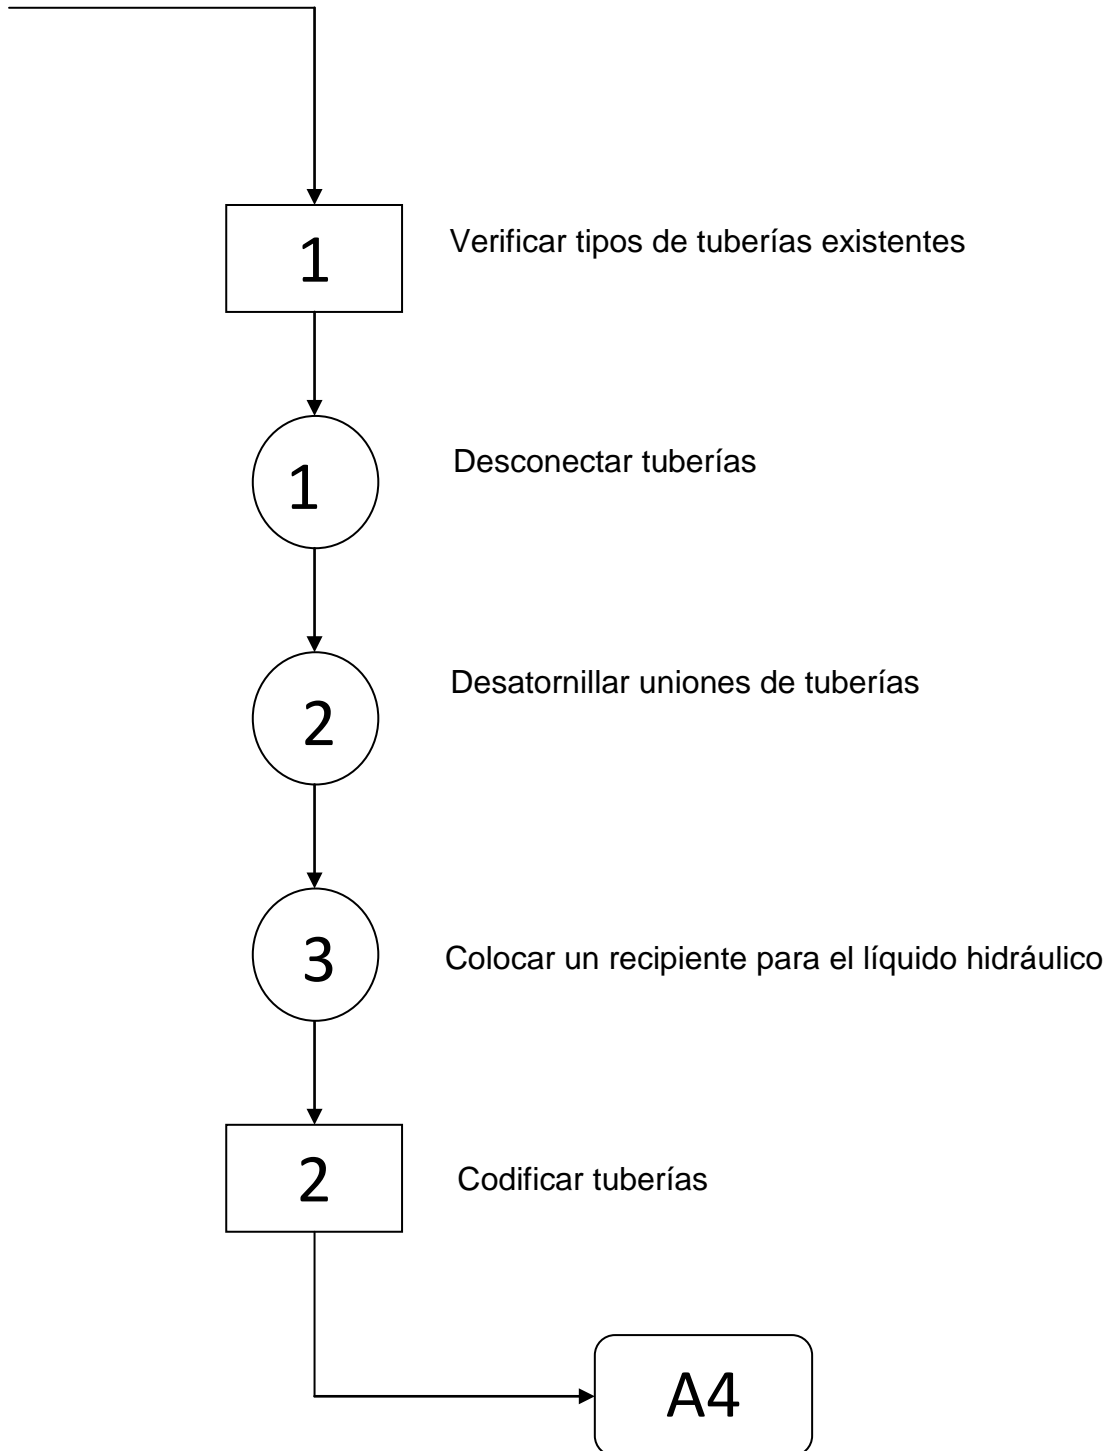 1
Verificar tipos de tuberías existentes
1
Desconectar tuberías
2
Desatornillar uniones de tuberías
3
Colocar un recipiente para el líquido hidráulico
2
Codificar tuberías
A4